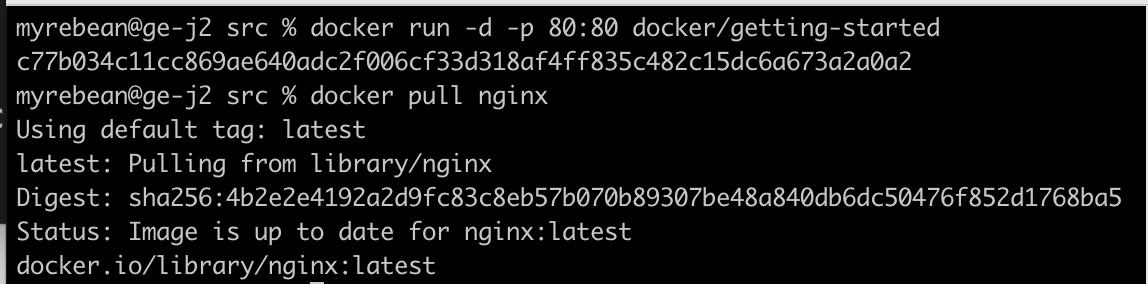 myrebean@ge-j2 src % docker run -d -p 80:80 docker/getting-started
c77b034c11cc869ae640adc2f006cf33d318af4ff835c482c15dc6a673a2a0a2
myrebean@ge-j2 src % docker pull nginx
Using default tag: latest
latest: Pulling from library/nginx
Digest: sha256:4b2e2e4192a2d9fc83c8eb57b070b89307be48a840db6dc50476f852d1768ba5
Status: Image is up to date for nginx:latest
docker.io/library/nginx:latest